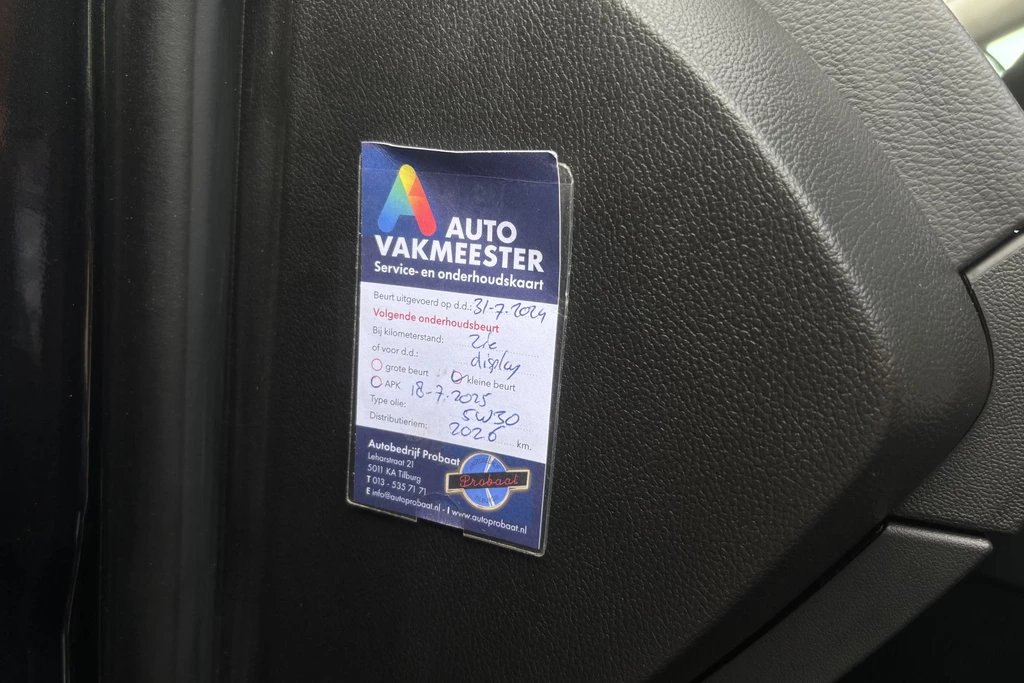 AUTO
VAKMEESTER
Service- en onderhoudskaart
Beurt uitgevoerd op d.d.: 31-7-2024
Volgende onderhoudsbeurt
Bij kilometerstand: zie
of voor d.d.: display
grote beurt kleine beurt
APK 18-7-2025
Type olie: 5W30
Distributieriem: 2026 km.
Autobedrijf Probaat
Leharstraat 21
5011 KA Tilburg
T 013 - 535 71 71
E info@autoprobaat.nl - I www.autoprobaat.nl
Probaat